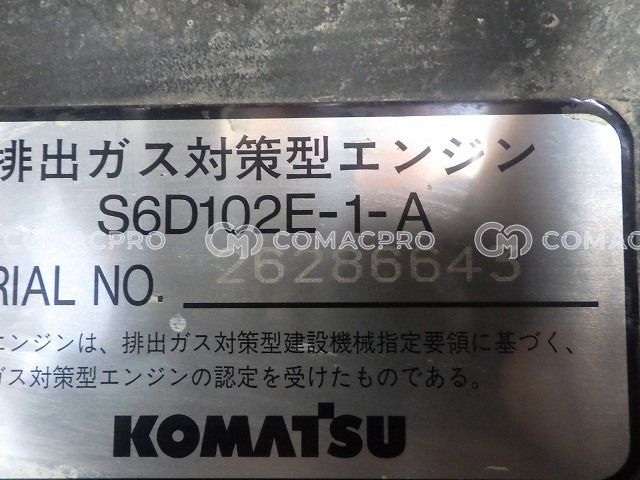 排出ガス対策型エンジン
S6D102E-1-A
COMACPRO COMACPRO COMACPRO
RIAL NO. 26286643
エンジンは、排出ガス対策型建設機械指定要領に基づく、
ガス対策型エンジンの認定を受けたものである。
KOMATSU